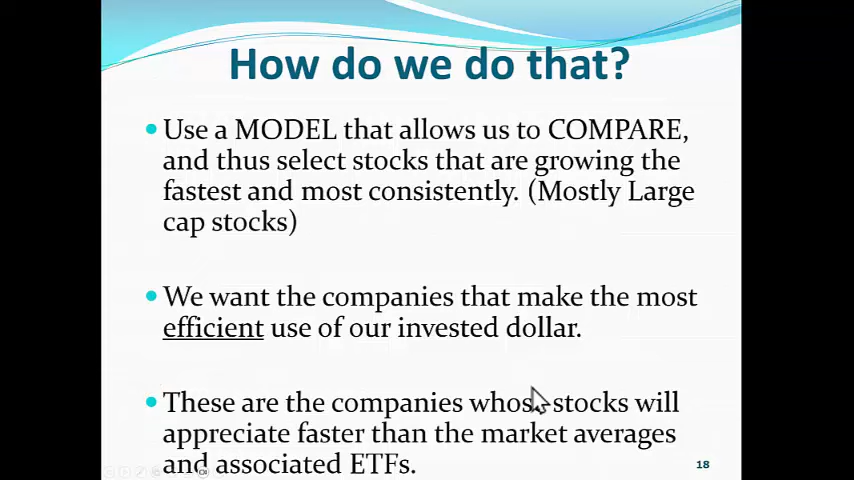 How do we do that?
Use a MODEL that allows us to COMPARE,
and thus select stocks that are growing the
fastest and most consistently. (Mostly Large
cap stocks)
We want the companies that make the most
efficient use of our invested dollar.
These are the companies whose stocks will
appreciate faster than the market averages
and associated ETFs.
18